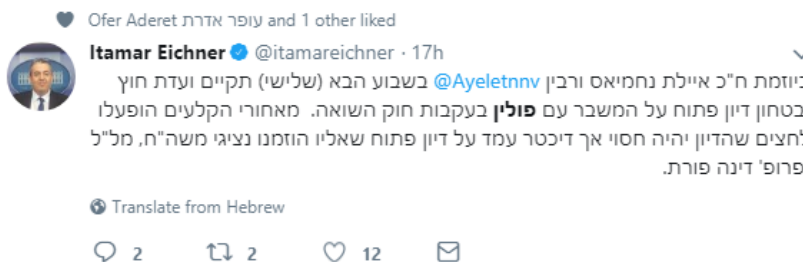 Ofer Aderet עופר אדרת and 1 other liked
Itamar Eichner @itamareichner · 17h
ביוזמת ח"כ איילת נחמיאס ורבין @Ayeletnnv בשבוע הבא (שלישי) תקיים ועדת חוץ
ובטחון דיון פתוח על המשבר עם פולין בעקבות חוק השואה. מאחורי הקלעים הופעלו
לחצים שהדיון יהיה חסוי אך דיכטר עמד על דיון פתוח שאליו הוזמנו נציגי משה"ח, מל"ל
ופרופ' דינה פורת.
Translate from Hebrew
2 2 12